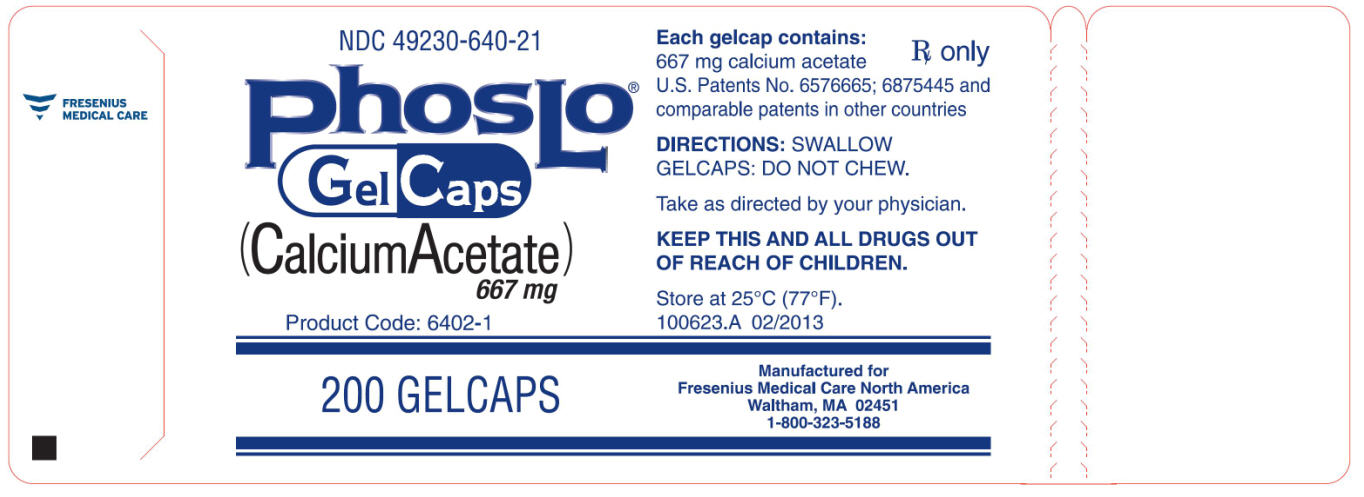 FRESENIUS
MEDICAL CARE
NDC 49230-640-21
PhosLo®
GelCaps
(CalciumAcetate)
667 mg
Product Code: 6402-1
200 GELCAPS
Each gelcap contains:
℞ only
667 mg calcium acetate
U.S. Patents No. 6576665; 6875445 and
comparable patents in other countries
DIRECTIONS: SWALLOW
GELCAPS: DO NOT CHEW.
Take as directed by your physician.
KEEP THIS AND ALL DRUGS OUT
OF REACH OF CHILDREN.
Store at 25°C (77°F).
100623.A 02/2013
Manufactured for
Fresenius Medical Care North America
Waltham, MA 02451
1-800-323-5188